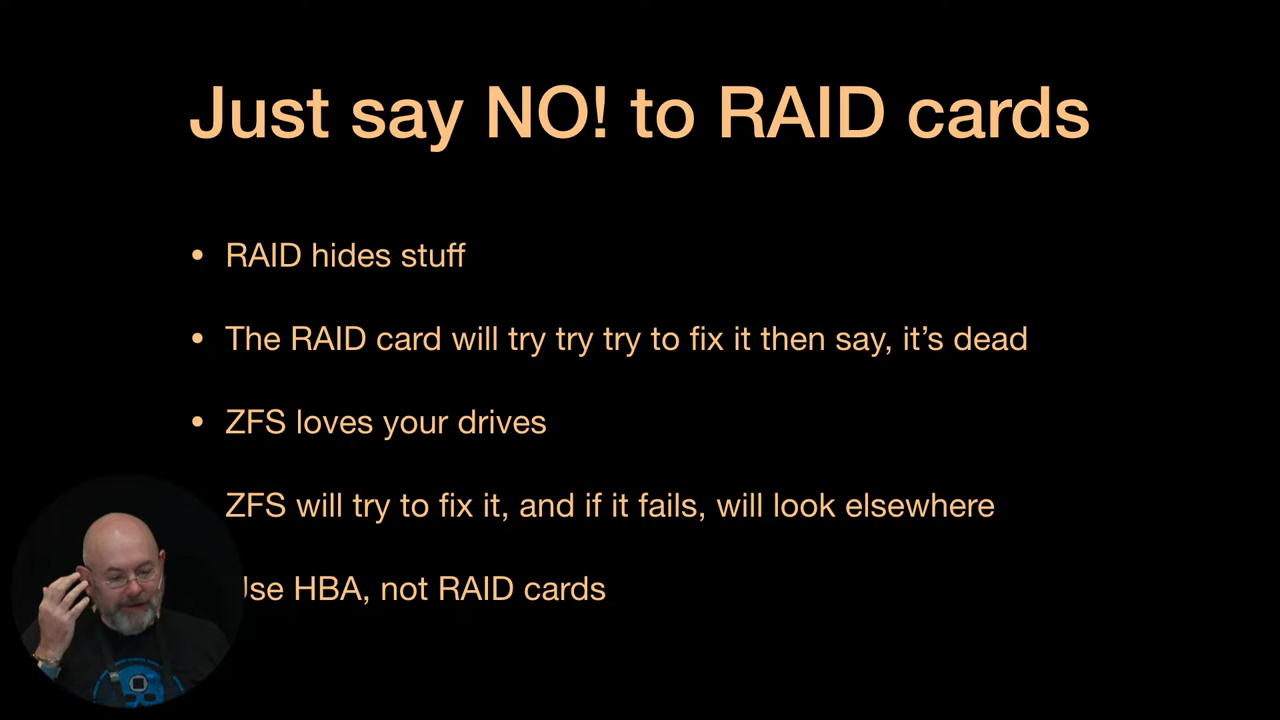 Just say NO! to RAID cards
• RAID hides stuff
• The RAID card will try try try to fix it then say, it’s dead
• ZFS loves your drives
ZFS will try to fix it, and if it fails, will look elsewhere
Use HBA, not RAID cards